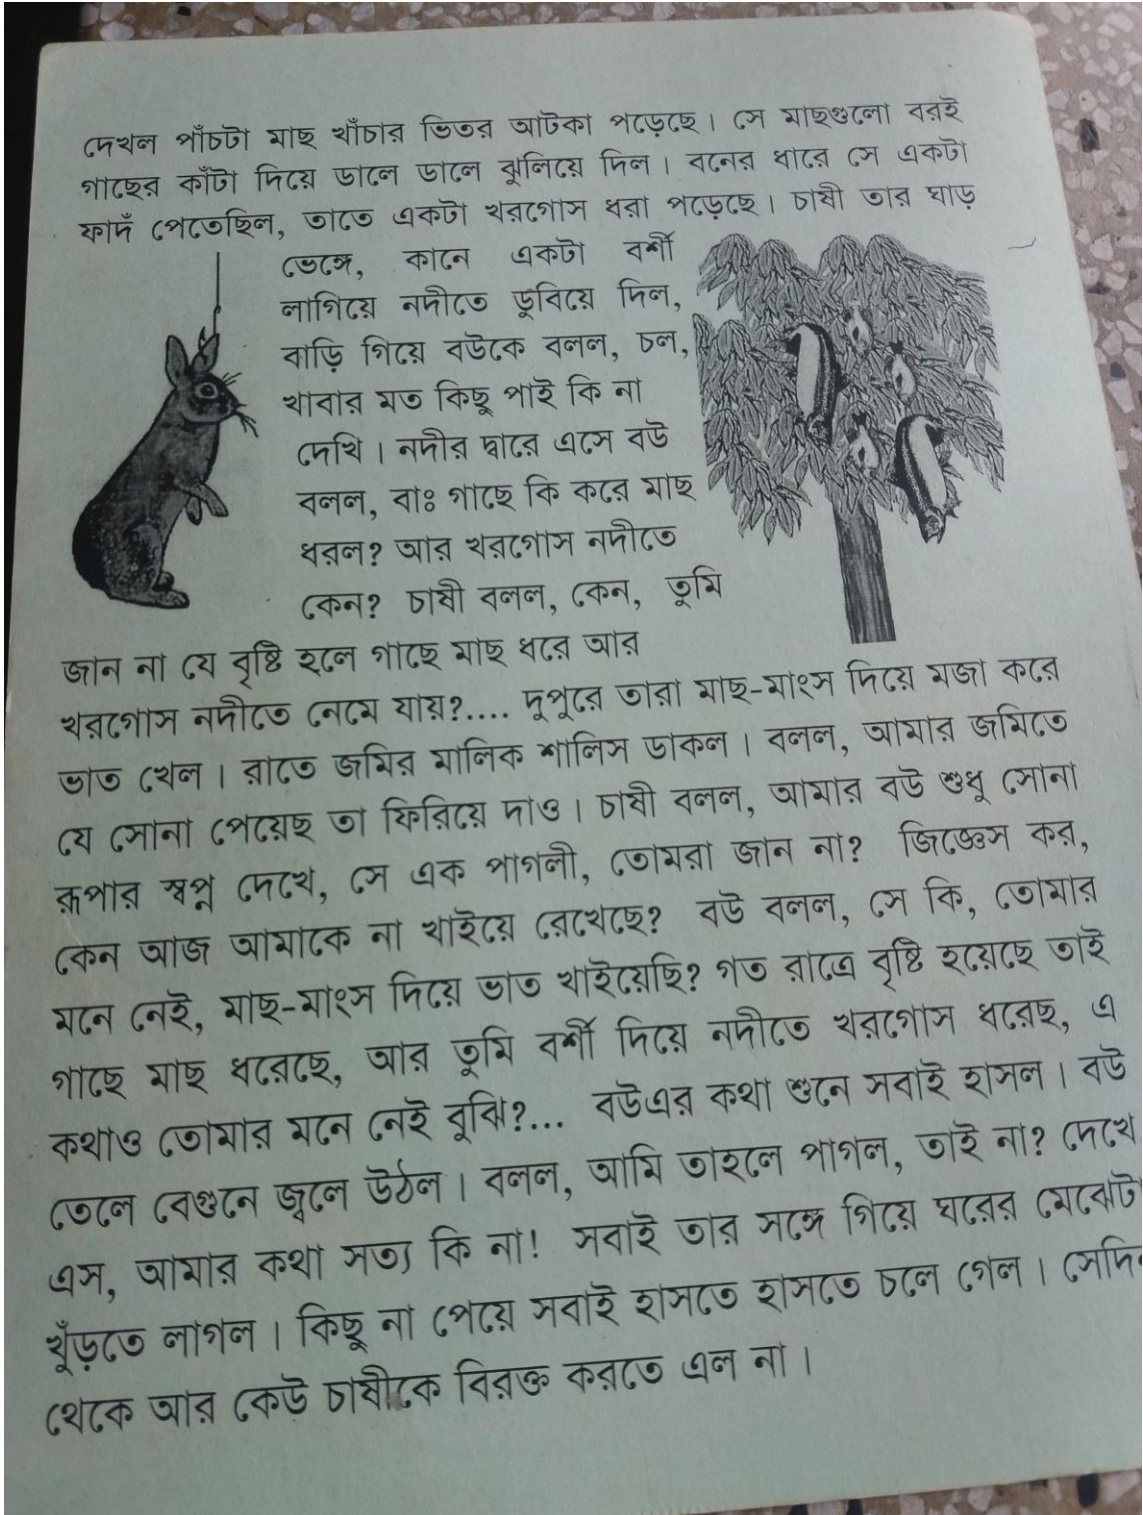 দেখল পাঁচটা মাছ খাঁচার ভিতর আটকা পড়েছে। সে মাছগুলো বরই
গাছের কাঁটা দিয়ে ডালে ডালে ঝুলিয়ে দিল। বনের ধারে সে একটা
ফাদঁ পেতেছিল, তাতে একটা খরগোস ধরা পড়েছে। চাষী তার ঘাড়
ভেঙ্গে, কানে একটা বর্শী
লাগিয়ে নদীতে ডুবিয়ে দিল,
বাড়ি গিয়ে বউকে বলল, চল,
খাবার মত কিছু পাই কি না
দেখি। নদীর দ্বারে এসে বউ
বলল, বাঃ গাছে কি করে মাছ
ধরল? আর খরগোস নদীতে
কেন? চাষী বলল, কেন, তুমি
জান না যে বৃষ্টি হলে গাছে মাছ ধরে আর
খরগোস নদীতে নেমে যায়?.... দুপুরে তারা মাছ-মাংস দিয়ে মজা করে
ভাত খেল। রাতে জমির মালিক শালিস ডাকল। বলল, আমার জমিতে
যে সোনা পেয়েছ তা ফিরিয়ে দাও। চাষী বলল, আমার বউ শুধু সোনা
রূপার স্বপ্ন দেখে, সে এক পাগলী, তোমরা জান না? জিজ্ঞেস কর,
কেন আজ আমাকে না খাইয়ে রেখেছে? বউ বলল, সে কি, তোমার
মনে নেই, মাছ-মাংস দিয়ে ভাত খাইয়েছি? গত রাত্রে বৃষ্টি হয়েছে তাই
গাছে মাছ ধরেছে, আর তুমি বর্শী দিয়ে নদীতে খরগোস ধরেছ, এ
কথাও তোমার মনে নেই বুঝি?... বউএর কথা শুনে সবাই হাসল। বউ
তেলে বেগুনে জ্বলে উঠল। বলল, আমি তাহলে পাগল, তাই না? দেখে
এস, আমার কথা সত্য কি না! সবাই তার সঙ্গে গিয়ে ঘরের মেঝেটা
খুঁড়তে লাগল। কিছু না পেয়ে সবাই হাসতে হাসতে চলে গেল। সেদিন
থেকে আর কেউ চাষীকে বিরক্ত করতে এল না।